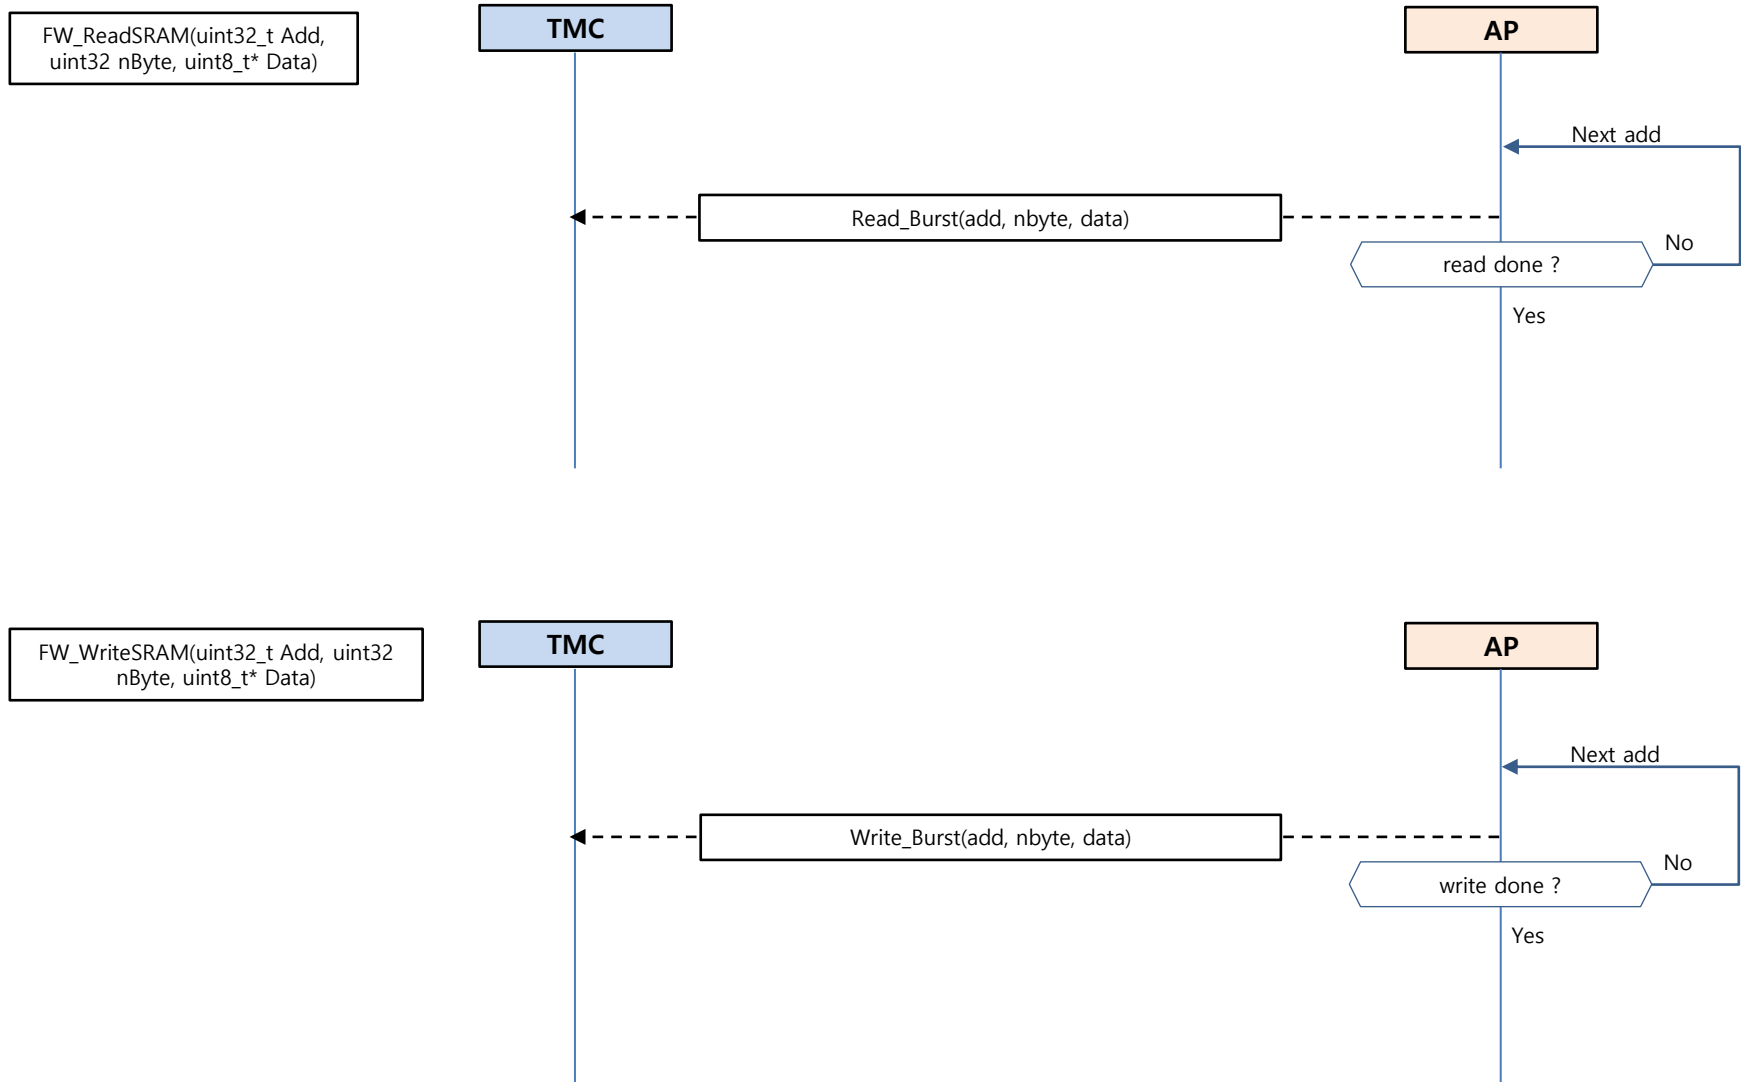 FW_ReadSRAM(uint32_t Add,
uint32 nByte, uint8_t* Data)
TMC
AP
Next add
Read_Burst(add, nbyte, data)
No
read done ?
Yes
FW_WriteSRAM(uint32_t Add, uint32
nByte, uint8_t* Data)
TMC
AP
Next add
Write_Burst(add, nbyte, data)
No
write done ?
Yes